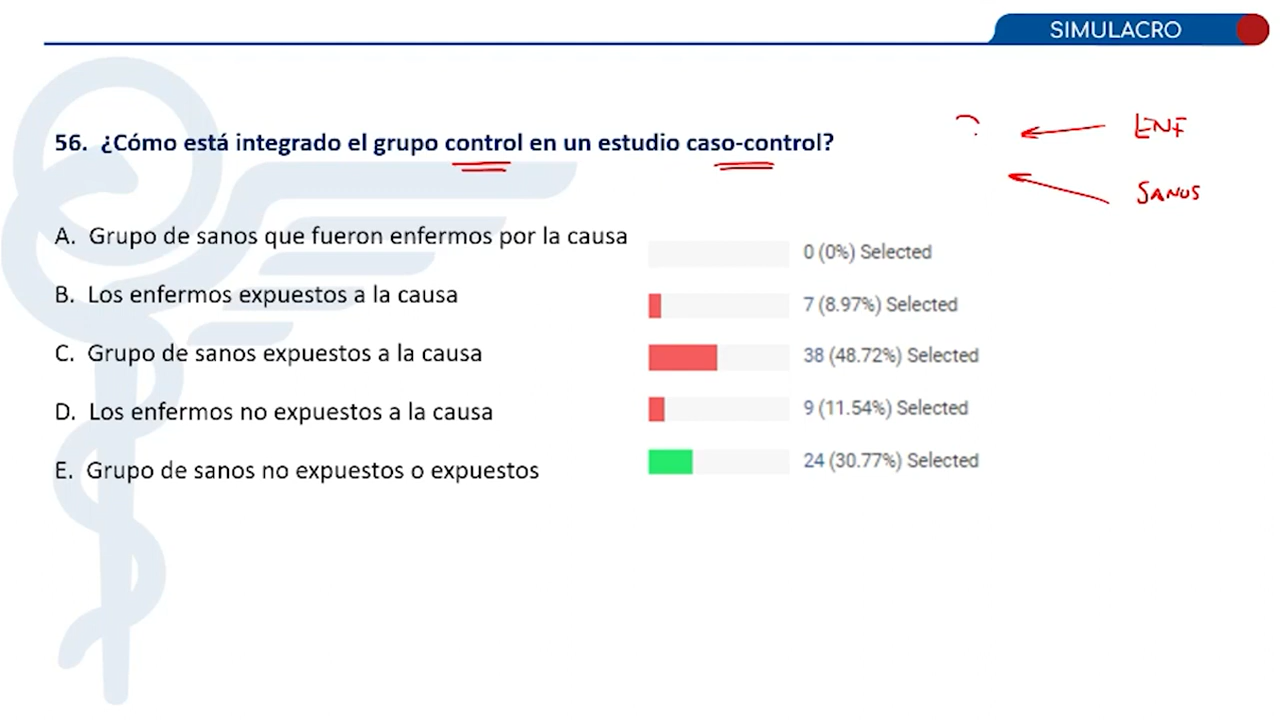 SIMULACRO
56. ¿Cómo está integrado el grupo control en un estudio caso-control?
ENF
SANOS
A. Grupo de sanos que fueron enfermos por la causa
0 (0%) Selected
B. Los enfermos expuestos a la causa
7 (8.97%) Selected
C. Grupo de sanos expuestos a la causa
38 (48.72%) Selected
D. Los enfermos no expuestos a la causa
9 (11.54%) Selected
E. Grupo de sanos no expuestos o expuestos
24 (30.77%) Selected